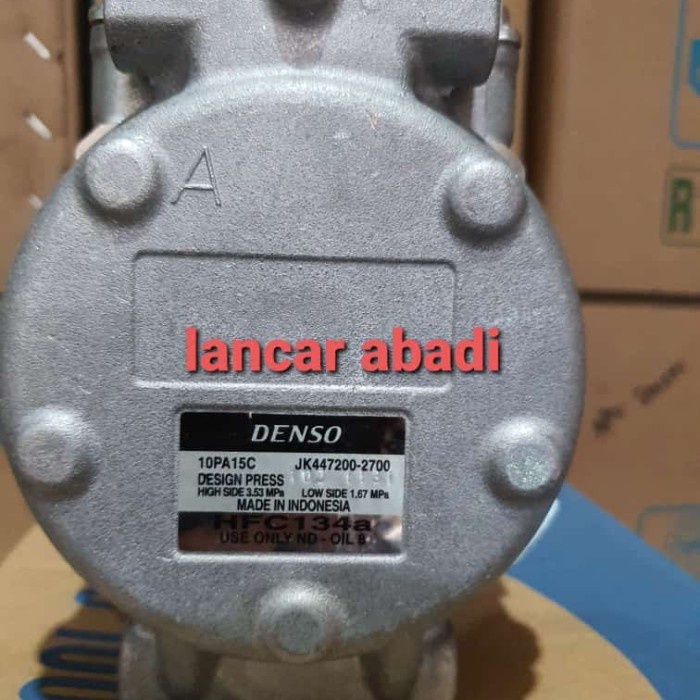 A
lancar abadi
DENSO
10PA15C JK447200-2700
DESIGN PRESS
HIGH SIDE 3.53 MPa LOW SIDE 1.67 MPa
MADE IN INDONESIA
HFC134a
USE ONLY ND-OIL 8
R